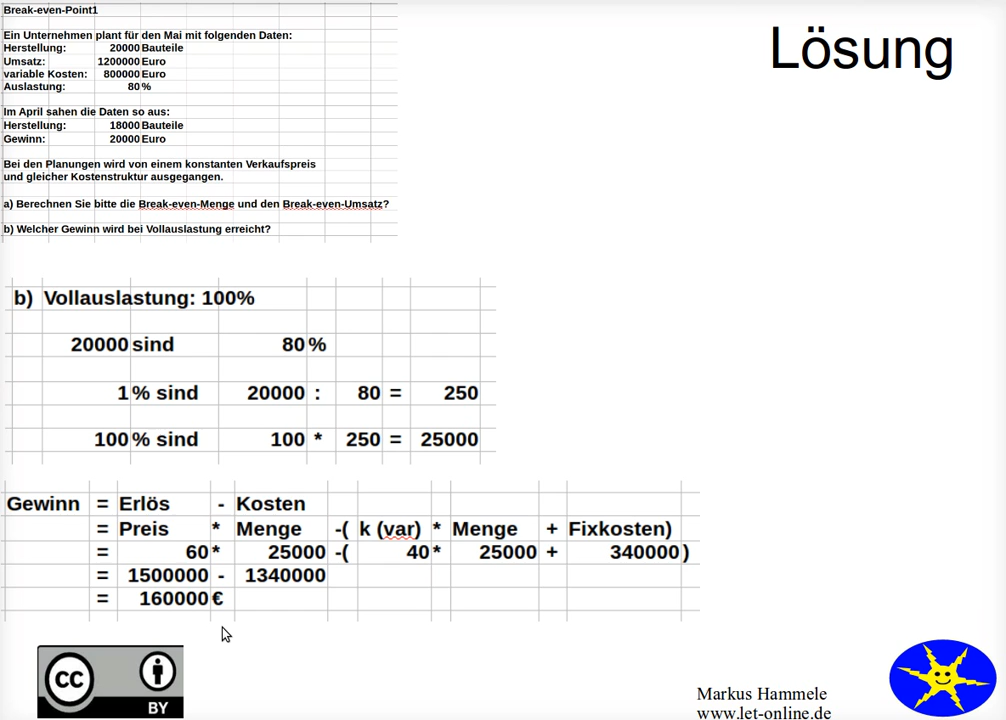 Break-even-Point1
Lösung
Ein Unternehmen plant für den Mai mit folgenden Daten:
Herstellung: 20000 Bauteile
Umsatz: 1200000 Euro
variable Kosten: 800000 Euro
Auslastung: 80 %
Im April sahen die Daten so aus:
Herstellung: 18000 Bauteile
Gewinn: 20000 Euro
Bei den Planungen wird von einem konstanten Verkaufspreis
und gleicher Kostenstruktur ausgegangen.
a) Berechnen Sie bitte die Break-even-Menge und den Break-even-Umsatz?
b) Welcher Gewinn wird bei Vollauslastung erreicht?
b) Vollauslastung: 100%
20000 sind 80 %
1 % sind 20000 : 80 = 250
100 % sind 100 * 250 = 25000
Gewinn = Erlös - Kosten
= Preis * Menge -( k (var) * Menge + Fixkosten)
= 60 * 25000 -( 40 * 25000 + 340000 )
= 1500000 - 1340000
= 160000 €
cc
BY
Markus Hammele
www.let-online.de